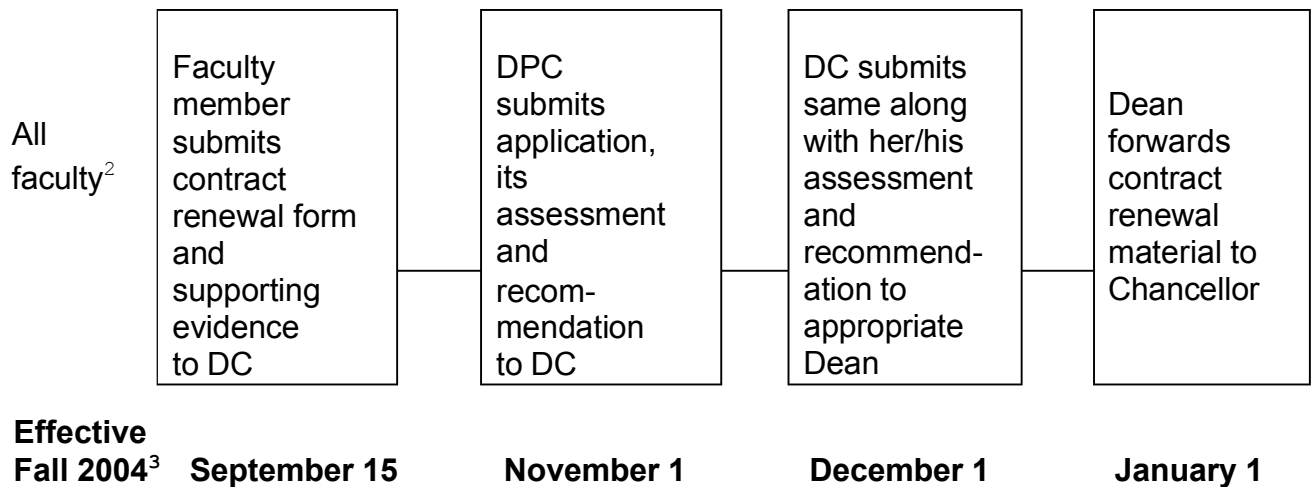 All
faculty²
Faculty
member
submits
contract
renewal form
and
supporting
evidence
to DC
DPC
submits
application,
its
assessment
and
recom-
mendation
to DC
DC submits
same along
with her/his
assessment
and
recommend-
ation to
appropriate
Dean
Dean
forwards
contract
renewal
material to
Chancellor
Effective
Fall 2004³ September 15 November 1 December 1 January 1